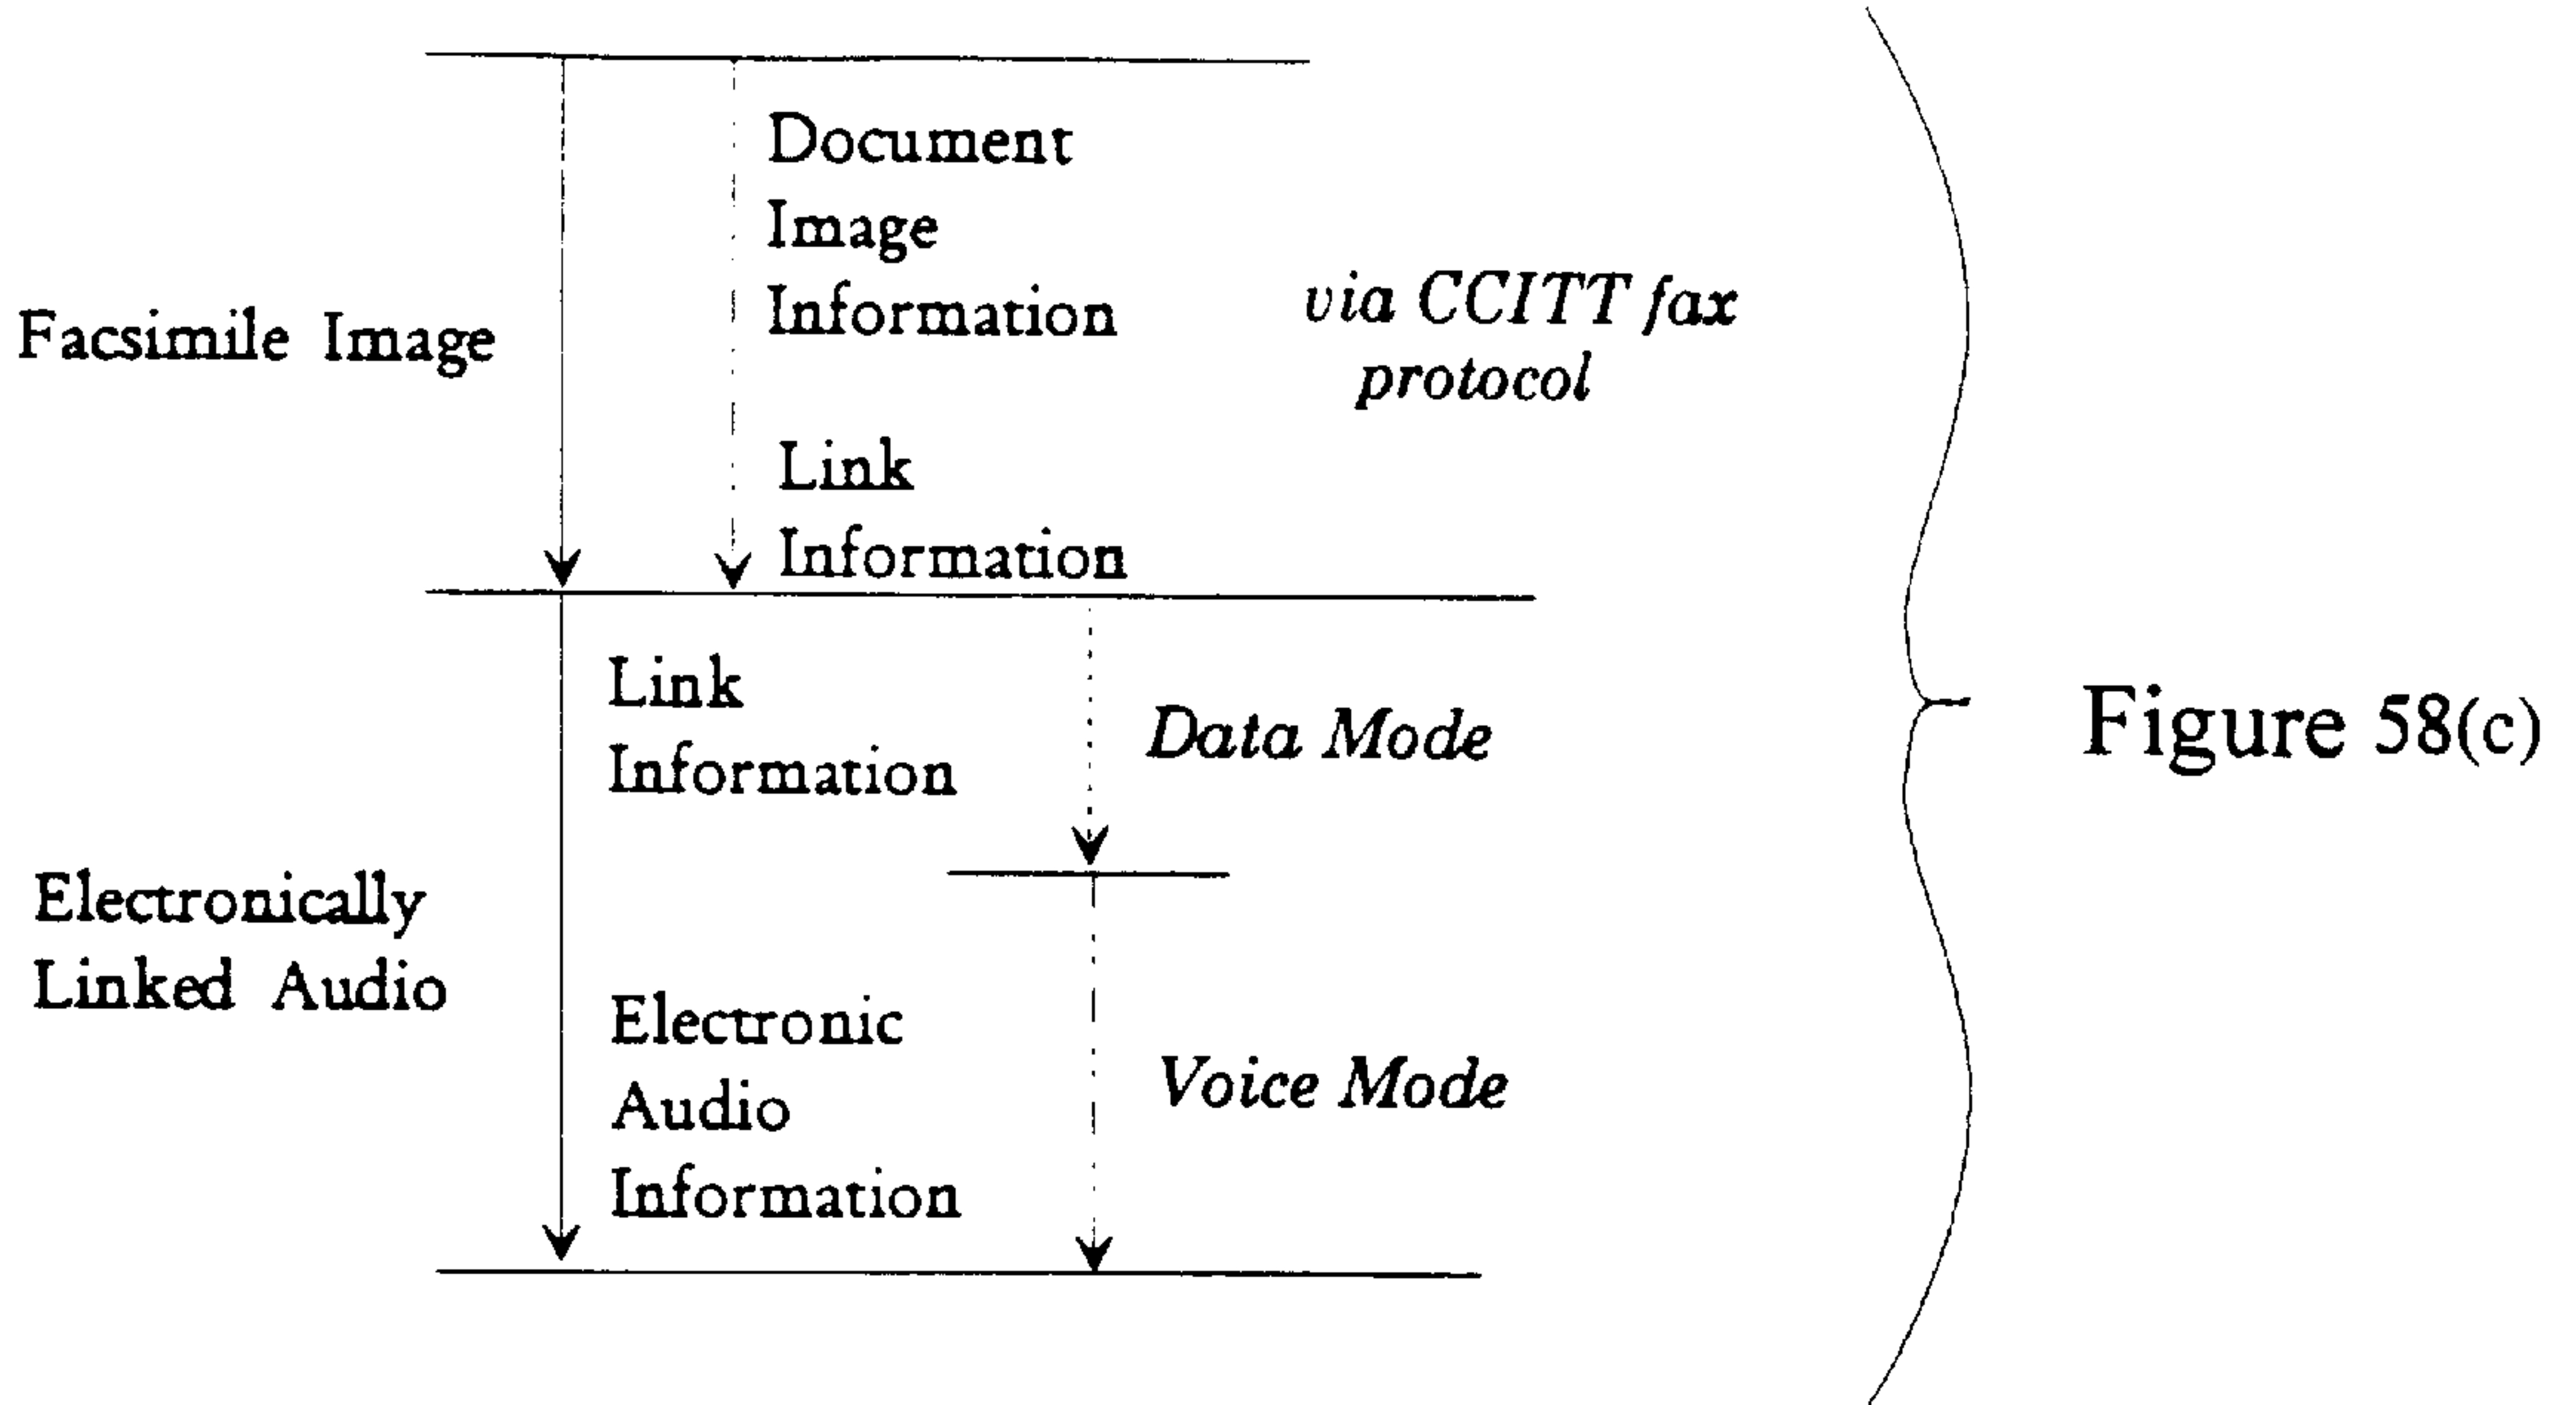 Document
Image
Information
Facsimile Image
via CCITT fax
protocol
Link
Information
Link
Information
Data Mode
Figure 58(c)
Electronically
Linked Audio
Electronic
Audio
Information
Voice Mode